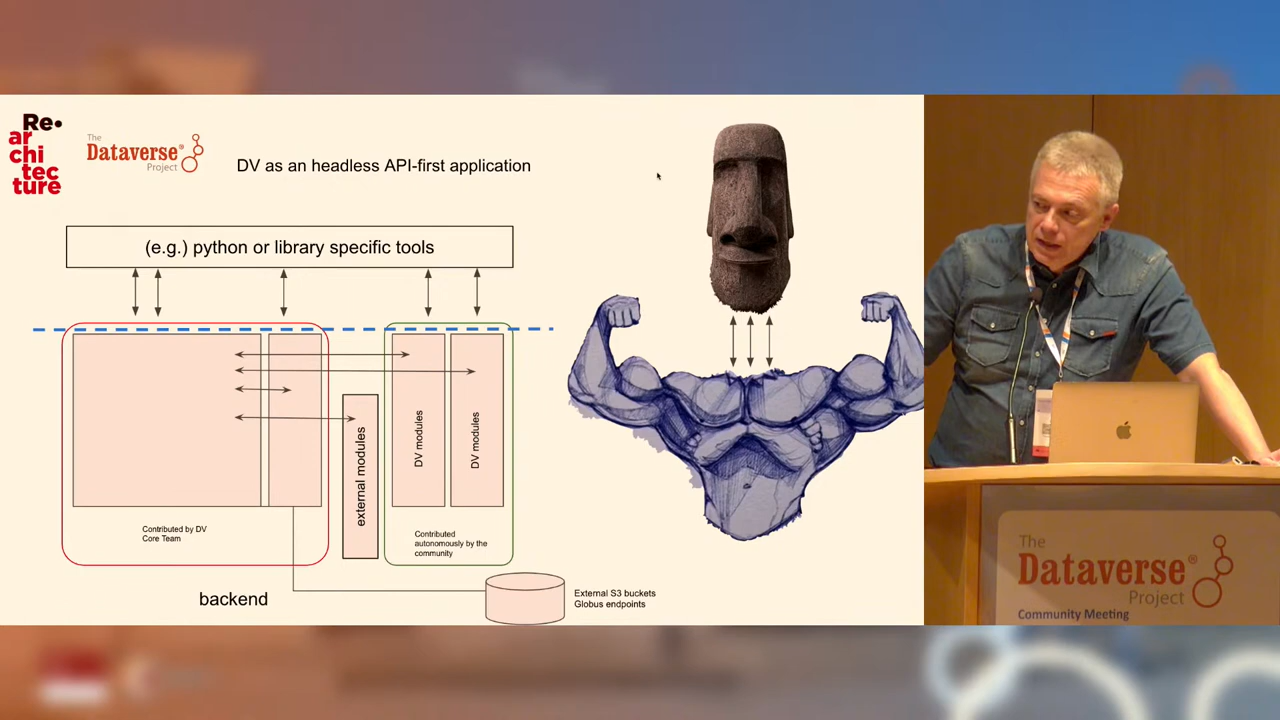 Re•
ar
chi
tec
ture
The
Dataverse®
Project
DV as an headless API-first application
(e.g.) python or library specific tools
external modules
DV modules
DV modules
Contributed by DV
Core Team
Contributed
autonomously by the
community
backend
External S3 buckets
Globus endpoints
The
Dataverse®
Project
Community Meeting